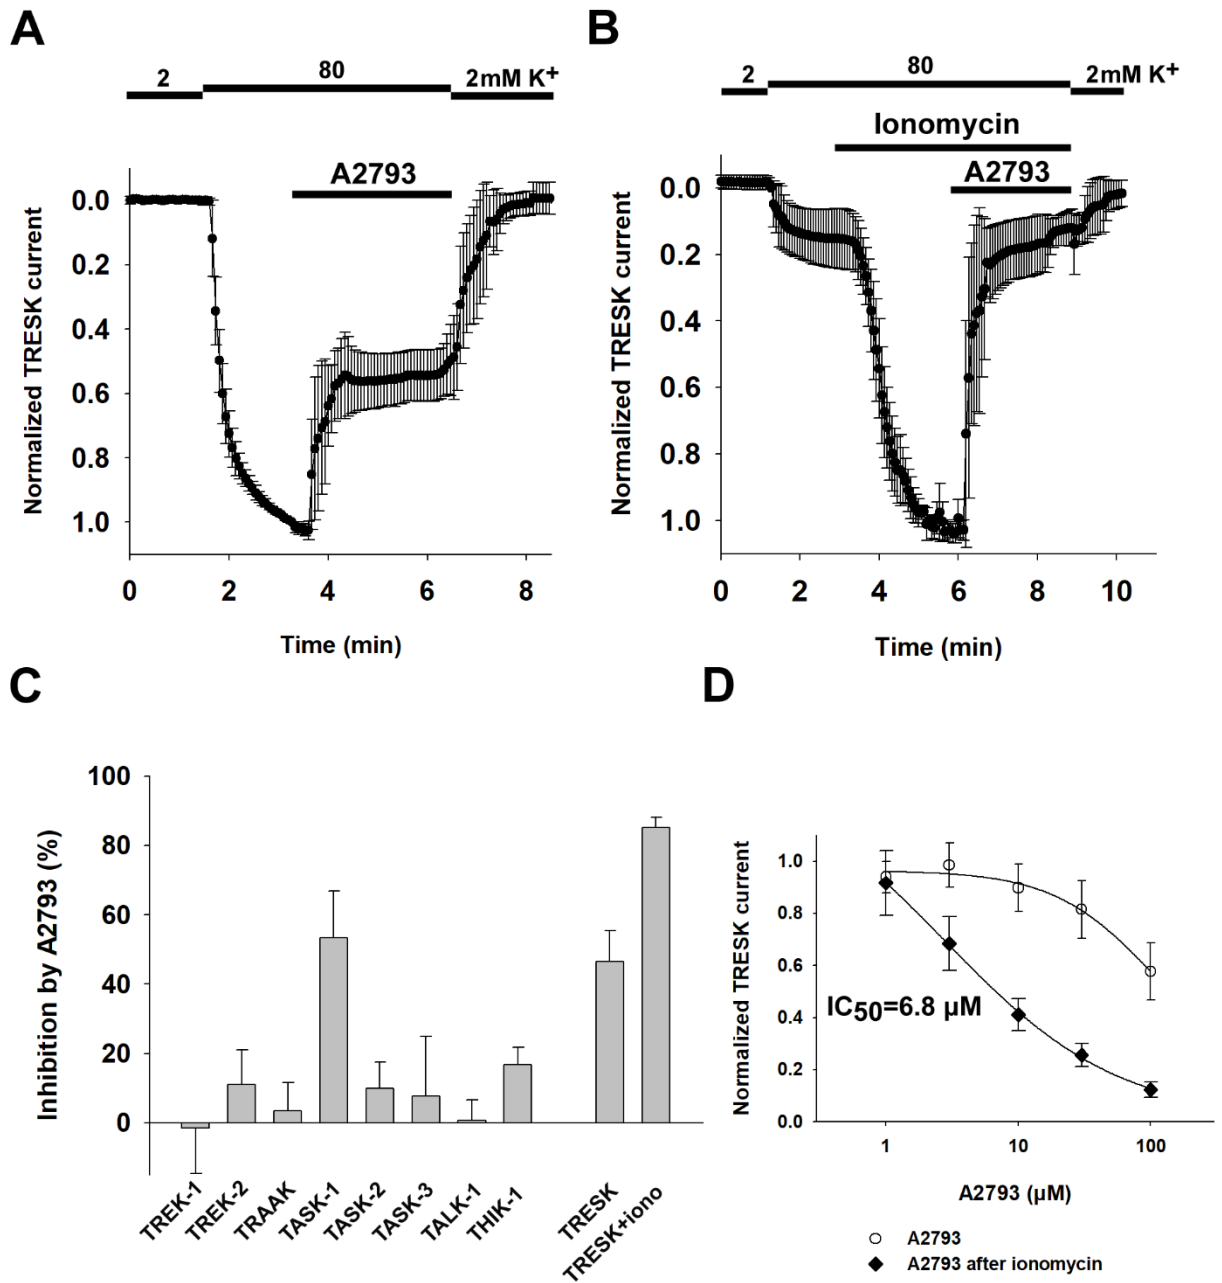 A
2
80
2mM K+
A2793
0.0
0.2
0.4
0.6
0.8
1.0
Normalized TRESK current
0
2
4
6
8
Time (min)
B
2
80
2mM K+
Ionomycin
A2793
0.0
0.2
0.4
0.6
0.8
1.0
Normalized TRESK current
0
2
4
6
8
10
Time (min)
C
100
80
60
40
20
0
Inhibition by A2793 (%)
TREK-1
TREK-2
TRAAK
TASK-1
TASK-2
TASK-3
TALK-1
THIK-1
TRESK
TRESK+iono
D
1.0
0.8
0.6
0.4
0.2
0.0
Normalized TRESK current
IC50=6.8 µM
1
10
100
A2793 (µM)
A2793
A2793 after ionomycin